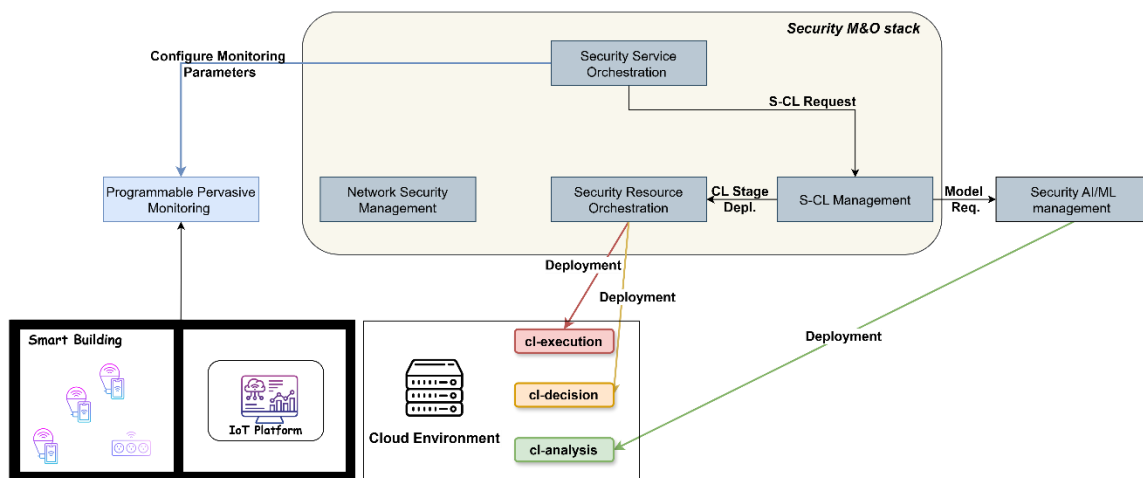 Security M&O stack
Configure Monitoring
Parameters
Security Service
Orchestration
S-CL Request
Programmable Pervasive
Monitoring
Network Security
Management
Security Resource
Orchestration
CL Stage
Depl.
S-CL Management
Model
Req.
Security AI/ML
management
Deployment
Deployment
Deployment
Smart Building
IoT Platform
cl-execution
cl-decision
Cloud Environment
cl-analysis